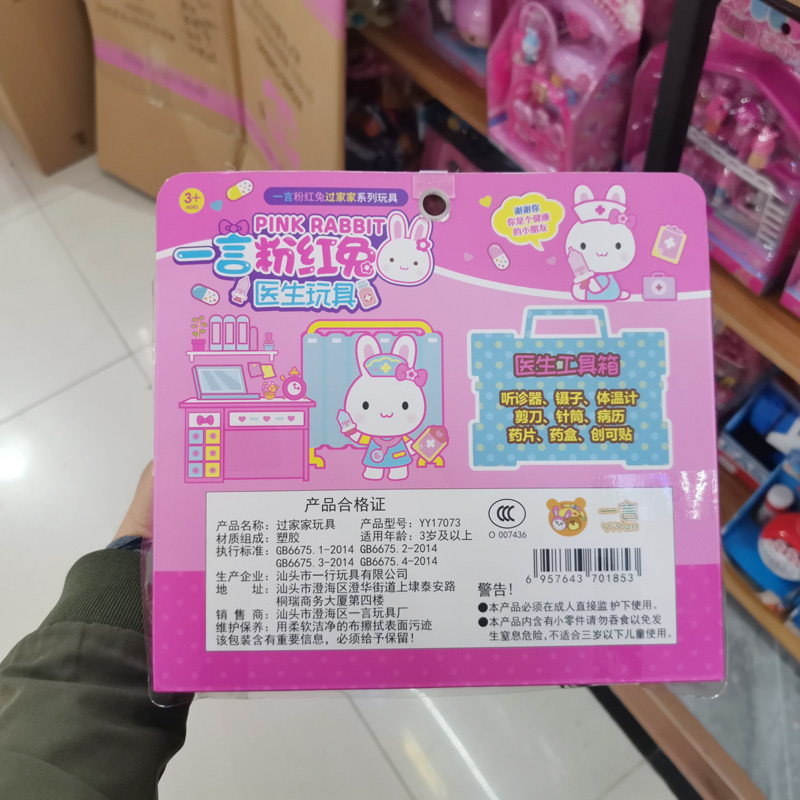 3+
AGES
一言粉红兔过家家系列玩具
PINK RABBIT
一言粉红兔
医生玩具
谢谢你
你是个健康
的小朋友
医生工具箱
听诊器、镊子、体温计
剪刀、针筒、病历
药片、药盒、创可贴
产品合格证
产品名称：过家家玩具 产品型号：YY17073
材质组成：塑胶 适用年龄：3岁及以上
执行标准：GB6675.1-2014 GB6675.2-2014
GB6675.3-2014 GB6675.4-2014
生产企业：汕头市一行玩具有限公司
地 址：汕头市澄海区澄华街道上埭泰安路
桐瑞商务大厦第四楼
销 售 商：汕头市澄海区一言玩具厂
维护保养：用柔软洁净的布擦拭表面污迹
该包装含有重要信息，必须给予保留！
CCC
O 007436
一言
6 957643 701853
警告！
●本产品必须在成人直接监 护下使用。
●本产品内含有小零件请勿吞食以免发
生窒息危险，不适合三岁以下儿童使用。